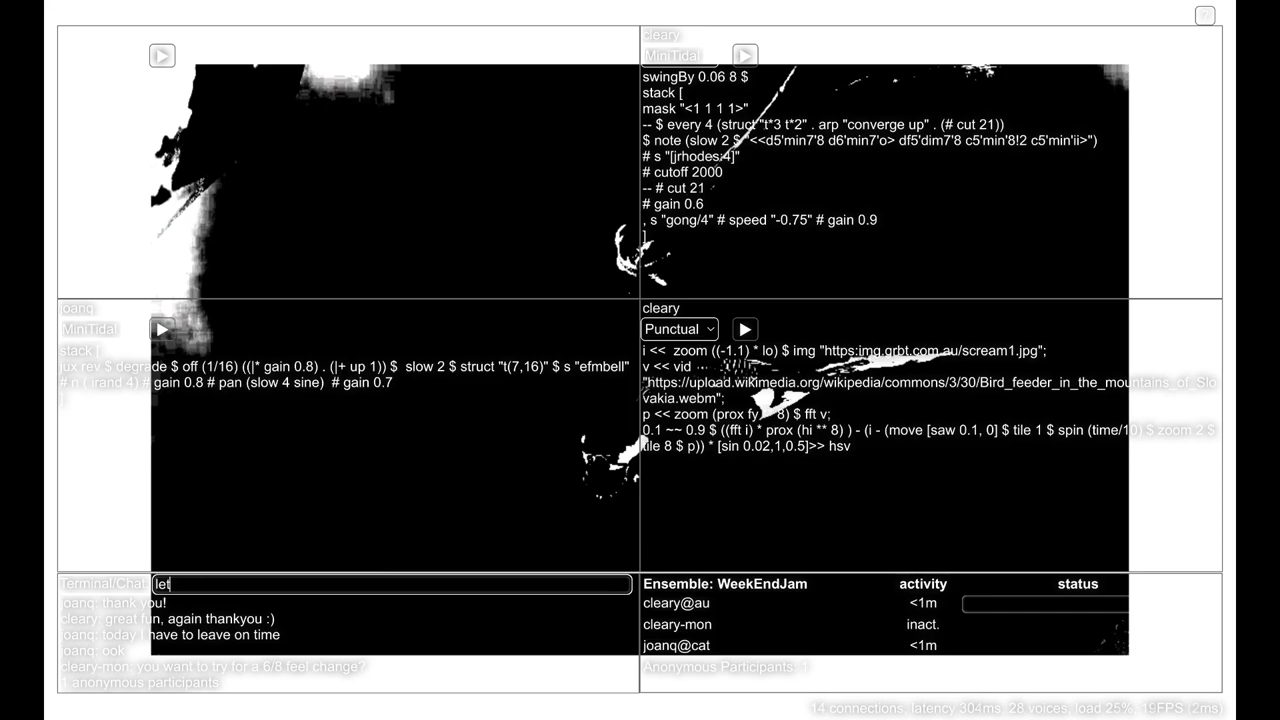 cleary
MiniTidal
swingBy 0.06 8 $
stack [
mask "<1 1 1 1>"
-- $ every 4 (struct "t*3 t*2" . arp "converge up" . (# cut 21))
$ note (slow 2 $ "<<d5'min7'8 d6'min7'o> df5'dim7'8 c5'min'8!2 c5'min'ii>")
# s "[jrhodes:4]"
# cutoff 2000
-- # cut 21
# gain 0.6
, s "gong/4" # speed "-0.75" # gain 0.9
]
joanq
MiniTidal
stack [
jux rev $ degrade $ off (1/16) ((|* gain 0.8) . (|+ up 1)) $ slow 2 $ struct "t(7,16)" $ s "efmbell"
# n ( irand 4) # gain 0.8 # pan (slow 4 sine) # gain 0.7
]
cleary
Punctual
i << zoom ((-1.1) * lo) $ img "https:img.grbt.com.au/scream1.jpg";
v << vid
"https://upload.wikimedia.org/wikipedia/commons/3/30/Bird_feeder_in_the_mountains_of_Slo
vakia.webm";
p << zoom (prox fy 8) $ fft v;
0.1 ~~ 0.9 $ ((fft i) * prox (hi ** 8) ) - (i - (move [saw 0.1, 0] $ tile 1 $ spin (time/10) $ zoom 2 $
tile 8 $ p)) * [sin 0.02,1,0.5]>> hsv
Terminal/Chat: let
joanq: thank you!
cleary: great fun, again thankyou :)
joanq: today I have to leave on time
joanq: ook
cleary-mon: you want to try for a 6/8 feel change?
1 anonymous participants
Ensemble: WeekEndJam activity status
cleary@au <1m
cleary-mon inact.
joanq@cat <1m
Anonymous Participants: 1
14 connections, latency 304ms, 28 voices, load 25%, 19FPS (2ms)